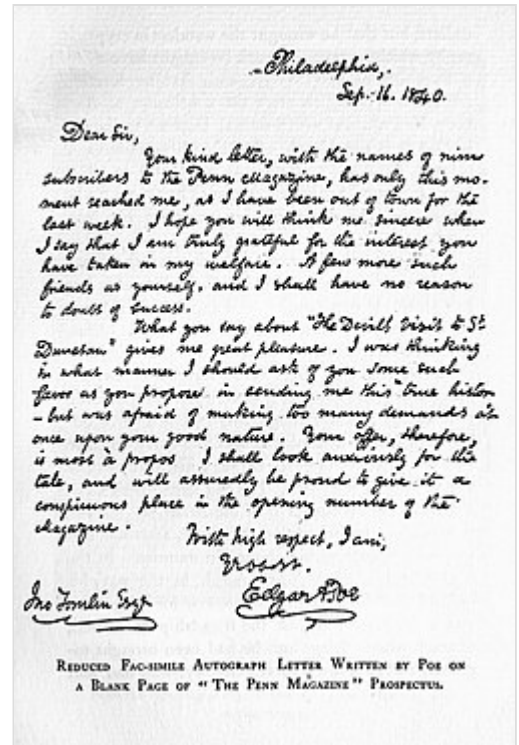 Philadelphia,
Sep. 16. 1840.
Dear Sir,
Your kind letter, with the names of nine
subscribers to the Penn Magazine, has only this mo-
ment reached me, as I have been out of town for the
last week. I hope you will think me sincere when
I say that I am truly grateful for the interest you
have taken in my welfare. A few more such
friends as yourself, and I shall have no reason
to doubt of success.
What you say about "The Devil's Visit to St
Dunstan" gives me great pleasure. I was thinking
in what manner I should ask of you some such
favor as you propose in sending me this "true histor
- but was afraid of making too many demands at
once upon your good nature. Your offer, therefore,
is most à propos I shall look anxiously for the
tale, and will assuredly be proud to give it a
conspicuous place in the opening number of the
Magazine.
With high respect, I am,
Yr ob st.
Jno Tomlin Esqr
Edgar A Poe
REDUCED FAC-SIMILE AUTOGRAPH LETTER WRITTEN BY POE ON
A BLANK PAGE OF "THE PENN MAGAZINE" PROSPECTUS.